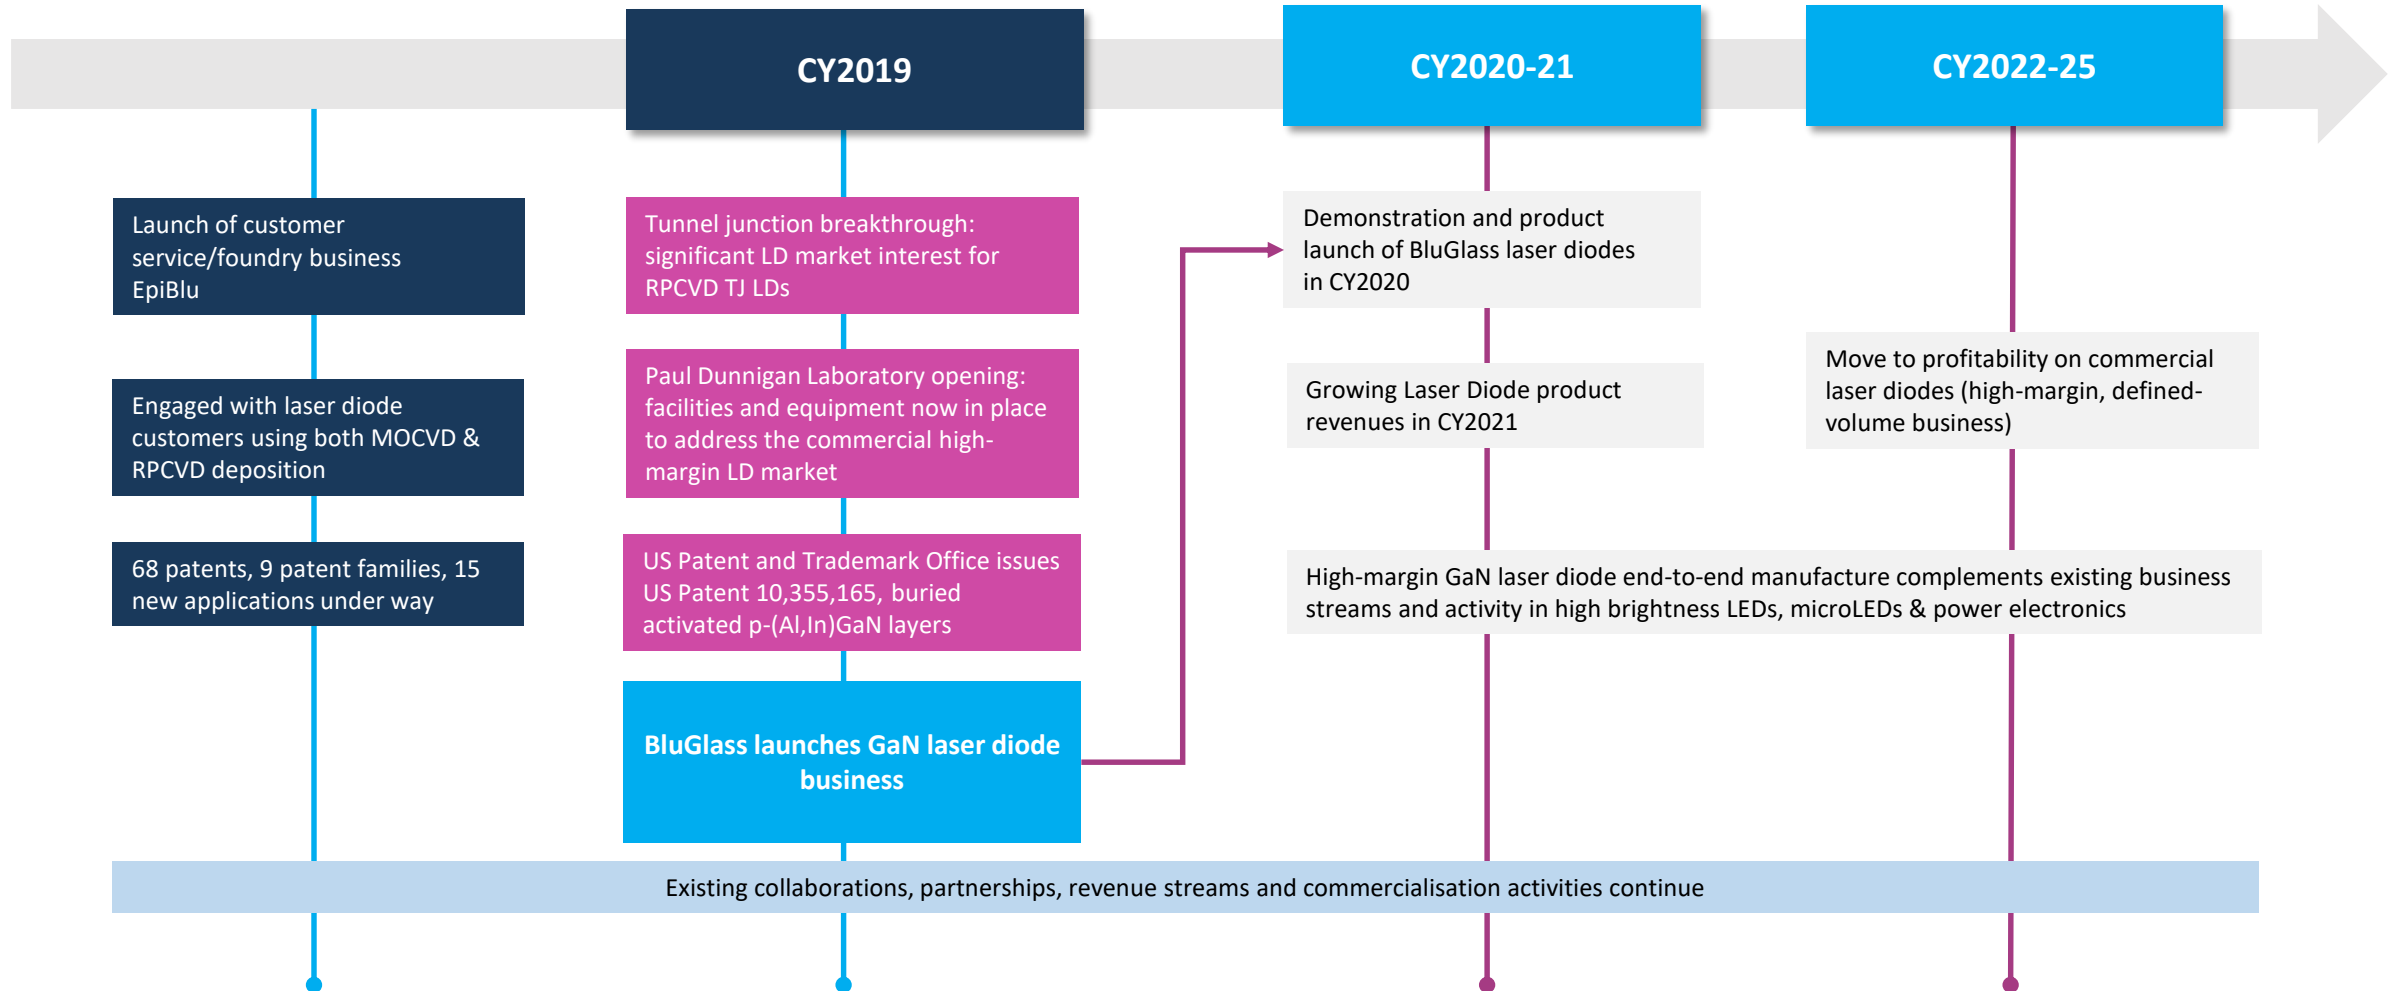 CY2019
CY2020-21
CY2022-25
Launch of customer
service/foundry business
EpiBlu
Engaged with laser diode
customers using both MOCVD &
RPCVD deposition
68 patents, 9 patent families, 15
new applications under way
Tunnel junction breakthrough:
significant LD market interest for
RPCVD TJ LDs
Paul Dunnigan Laboratory opening:
facilities and equipment now in place
to address the commercial high-
margin LD market
US Patent and Trademark Office issues
US Patent 10,355,165, buried
activated p-(Al,In)GaN layers
BluGlass launches GaN laser diode
business
Demonstration and product
launch of BluGlass laser diodes
in CY2020
Growing Laser Diode product
revenues in CY2021
Move to profitability on commercial
laser diodes (high-margin, defined-
volume business)
High-margin GaN laser diode end-to-end manufacture complements existing business
streams and activity in high brightness LEDs, microLEDs & power electronics
Existing collaborations, partnerships, revenue streams and commercialisation activities continue